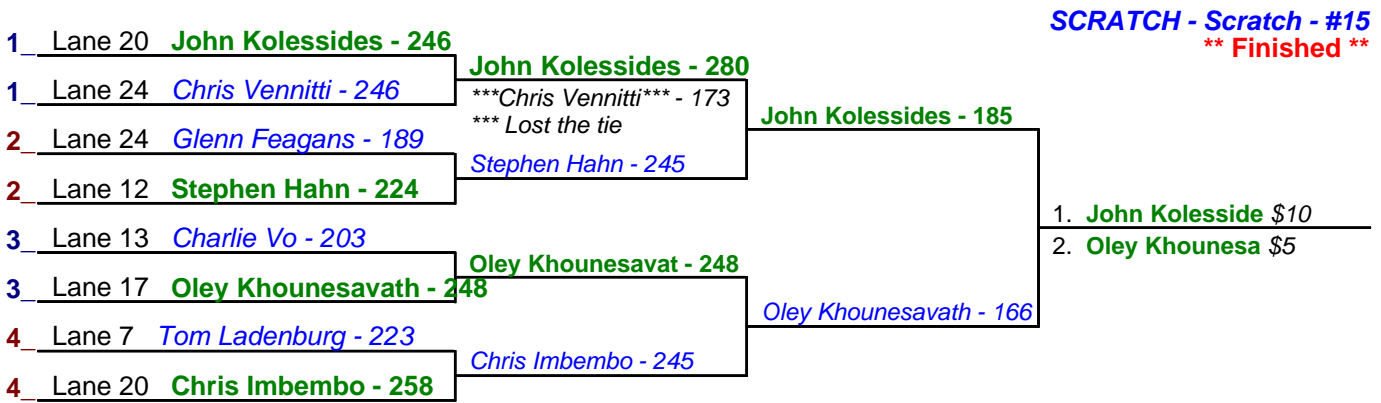 SCRATCH - Scratch - #15
** Finished **
1_ Lane 20 John Kolessides - 246
1_ Lane 24 Chris Vennitti - 246
2_ Lane 24 Glenn Feagans - 189
2_ Lane 12 Stephen Hahn - 224
3_ Lane 13 Charlie Vo - 203
3_ Lane 17 Oley Khounesavath - 248
4_ Lane 7 Tom Ladenburg - 223
4_ Lane 20 Chris Imbembo - 258
John Kolessides - 280
***Chris Vennitti*** - 173
*** Lost the tie
Stephen Hahn - 245
Oley Khounesavat - 248
Chris Imbembo - 245
John Kolessides - 185
Oley Khounesavath - 166
1. John Kolesside $10
2. Oley Khounesa $5